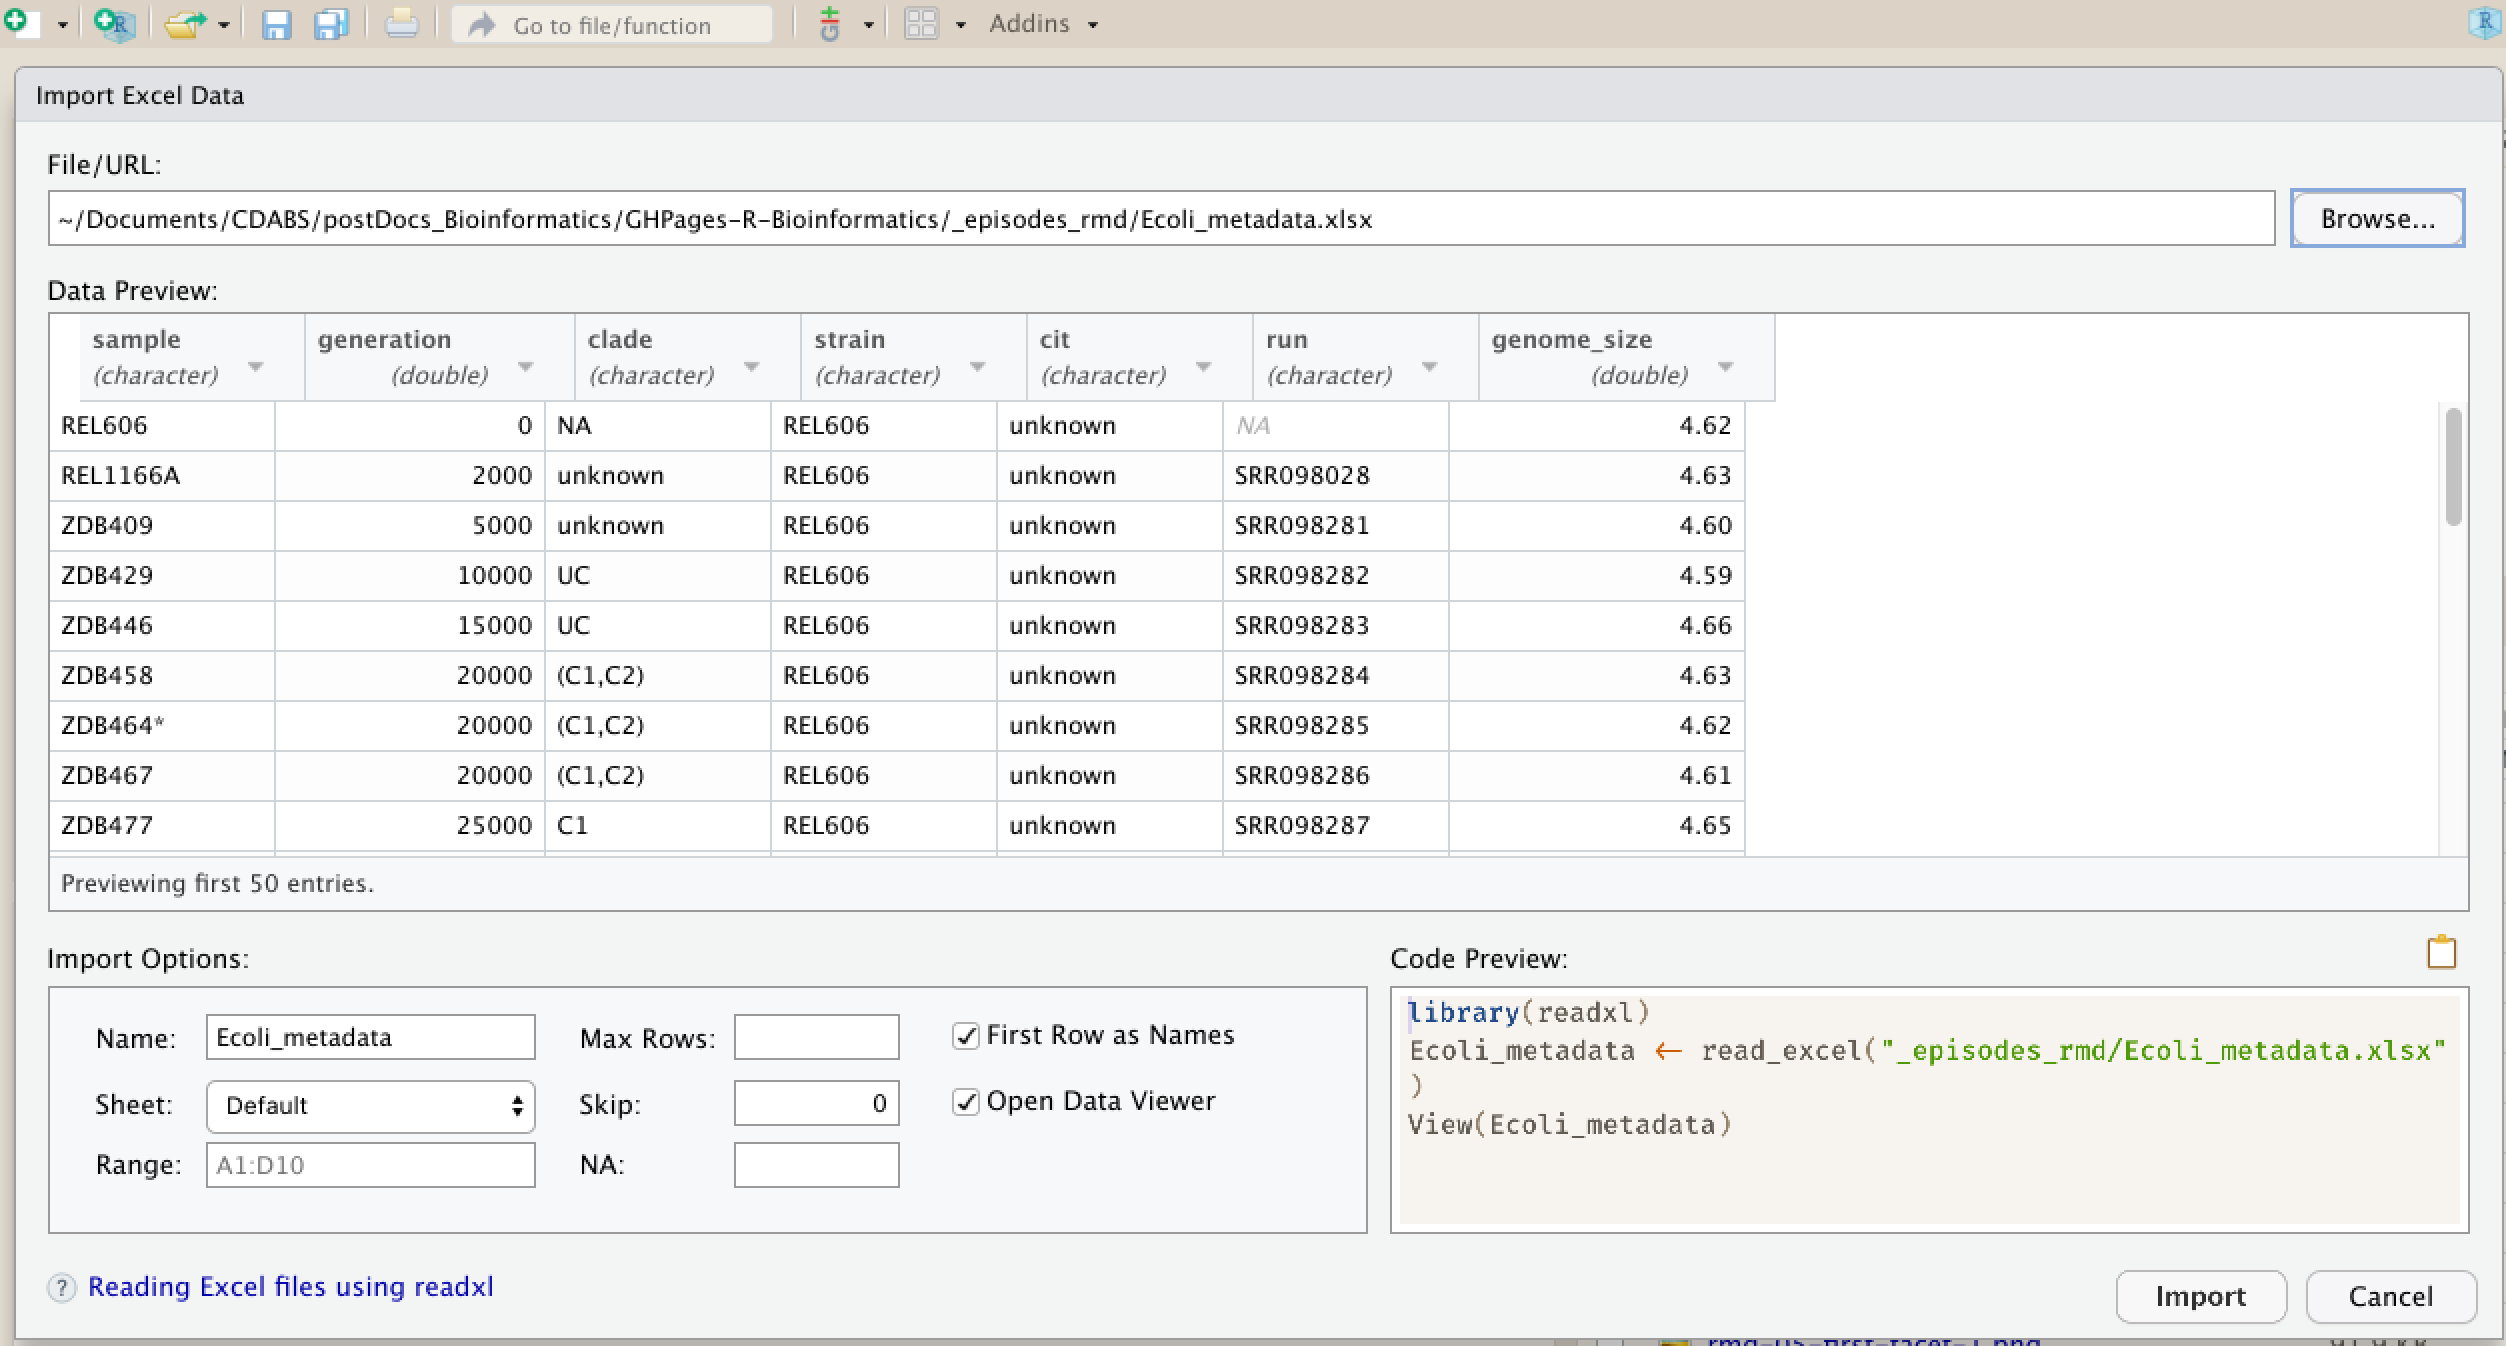 Go to file/function Addins
Import Excel Data
File/URL:
~/Documents/CDABS/postDocs_Bioinformatics/GHPages-R-Bioinformatics/_episodes_rmd/Ecoli_metadata.xlsx Browse...
Data Preview:
sample generation clade strain cit run genome_size
(character) (double) (character) (character) (character) (character) (double)
REL606 0 NA REL606 unknown NA 4.62
REL1166A 2000 unknown REL606 unknown SRR098028 4.63
ZDB409 5000 unknown REL606 unknown SRR098281 4.60
ZDB429 10000 UC REL606 unknown SRR098282 4.59
ZDB446 15000 UC REL606 unknown SRR098283 4.66
ZDB458 20000 (C1,C2) REL606 unknown SRR098284 4.63
ZDB464* 20000 (C1,C2) REL606 unknown SRR098285 4.62
ZDB467 20000 (C1,C2) REL606 unknown SRR098286 4.61
ZDB477 25000 C1 REL606 unknown SRR098287 4.65
Previewing first 50 entries.
Import Options:
Name: Ecoli_metadata Max Rows: First Row as Names
Sheet: Default Skip: 0 Open Data Viewer
Range: A1:D10 NA:
Code Preview:
library(readxl)
Ecoli_metadata <- read_excel("_episodes_rmd/Ecoli_metadata.xlsx"
)
View(Ecoli_metadata)
? Reading Excel files using readxl
Import Cancel